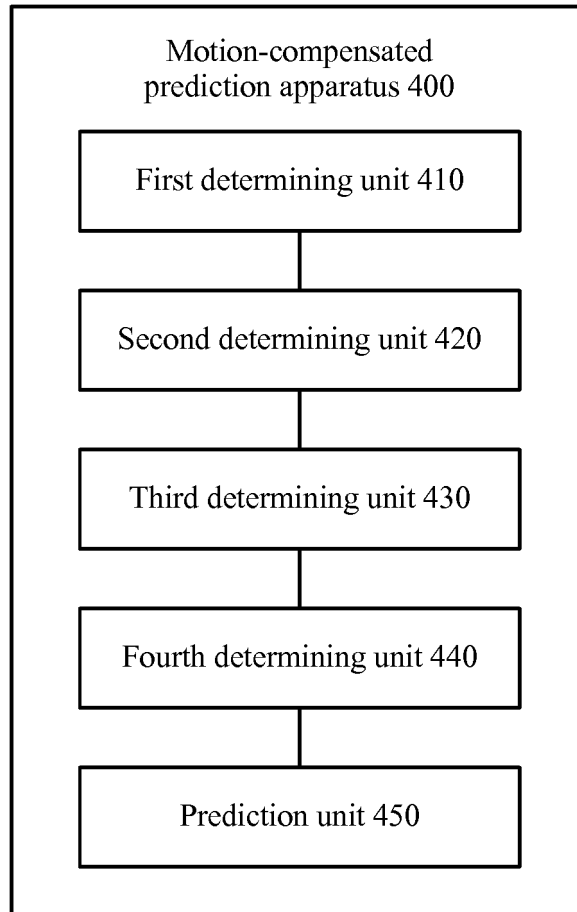 Motion-compensated
prediction apparatus 400
First determining unit 410
Second determining unit 420
Third determining unit 430
Fourth determining unit 440
Prediction unit 450